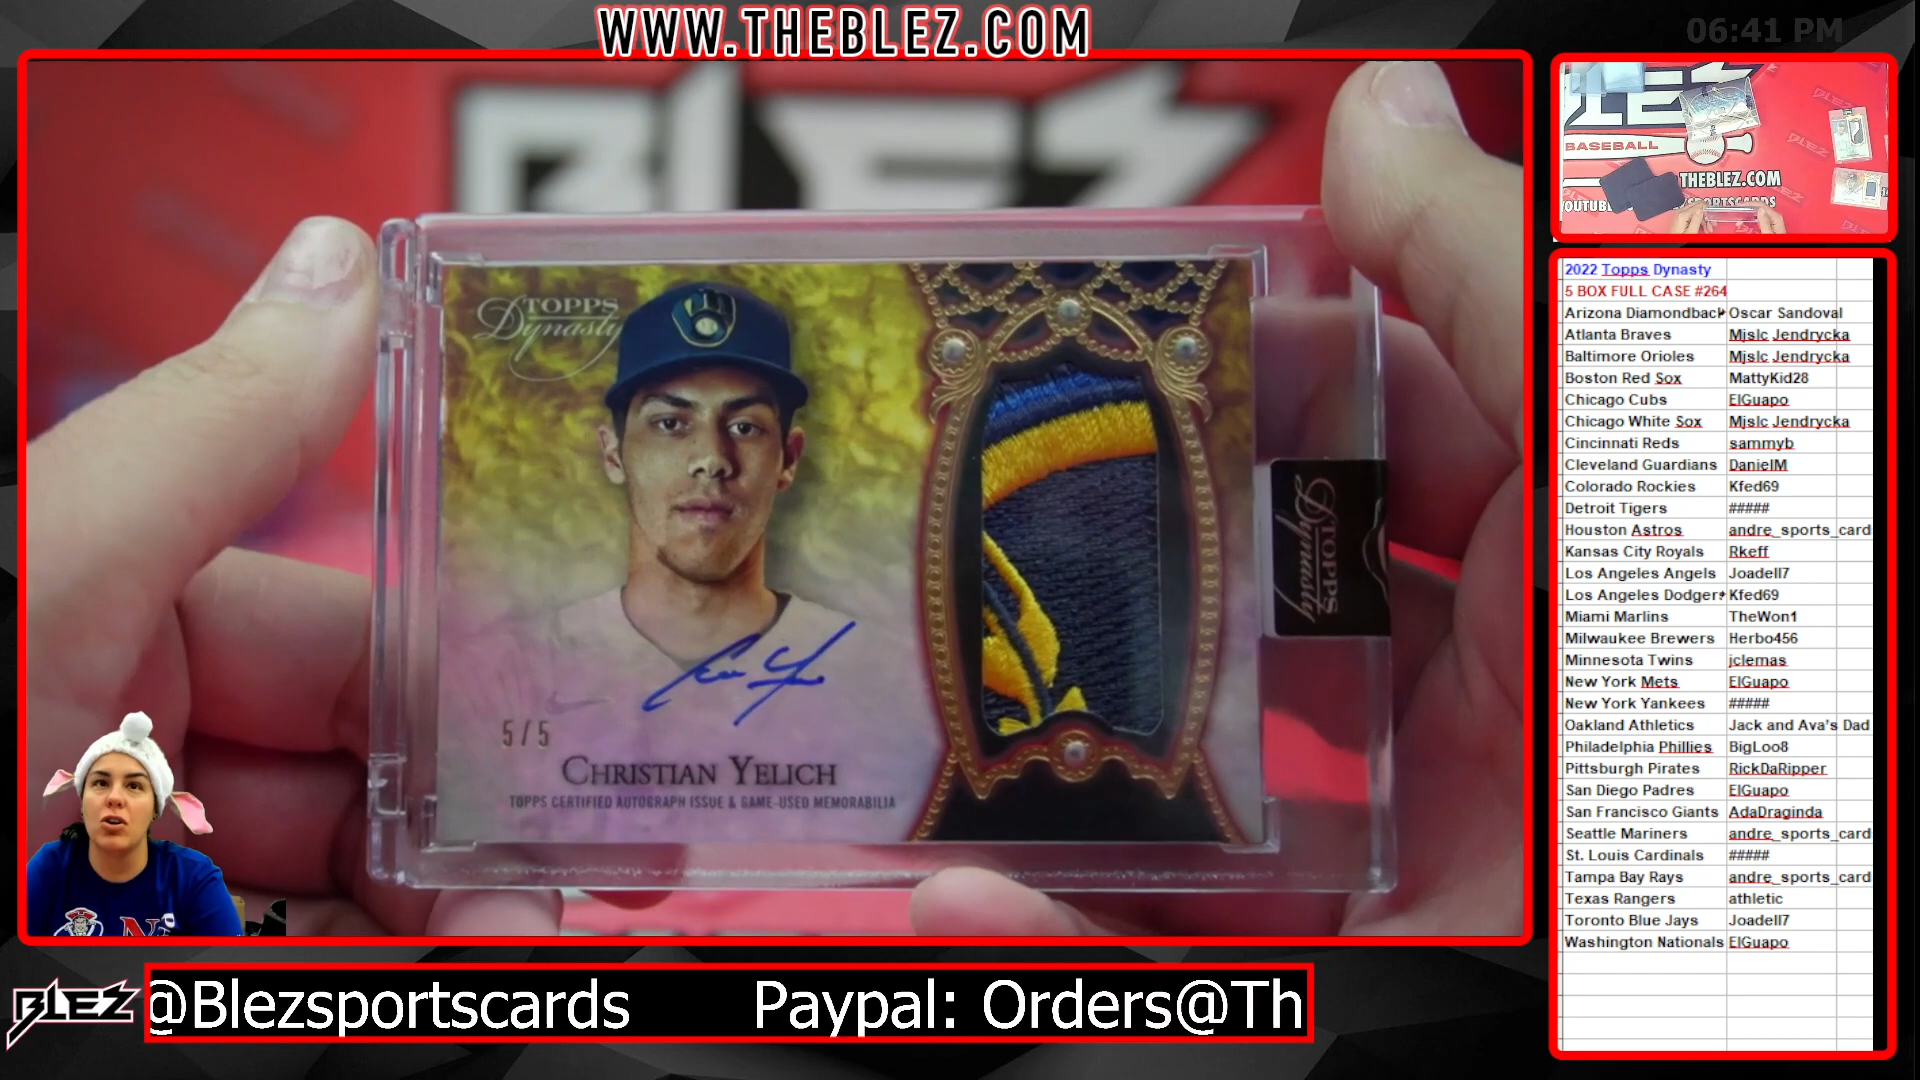 WWW.THEBLEZ.COM
06:41 PM
BLEZ
TOPPS
Dynasty
5/5
CHRISTIAN YELICH
TOPPS CERTIFIED AUTOGRAPH ISSUE & GAME-USED MEMORABILIA
TOPPS
Dynasty
BASEBALL
THEBLEZ.COM
2022 Topps Dynasty
5 BOX FULL CASE #264
Arizona Diamondback Oscar Sandoval
Atlanta Braves Mjslc Jendrycka
Baltimore Orioles Mjslc Jendrycka
Boston Red Sox MattyKid28
Chicago Cubs ElGuapo
Chicago White Sox Mjslc Jendrycka
Cincinnati Reds sammyb
Cleveland Guardians DanielM
Colorado Rockies Kfed69
Detroit Tigers #####
Houston Astros andre_sports_card
Kansas City Royals Rkeff
Los Angeles Angels Joadell7
Los Angeles Dodger Kfed69
Miami Marlins TheWon1
Milwaukee Brewers Herbo456
Minnesota Twins jclemas
New York Mets ElGuapo
New York Yankees #####
Oakland Athletics Jack and Ava's Dad
Philadelphia Phillies BigLoo8
Pittsburgh Pirates RickDaRipper
San Diego Padres ElGuapo
San Francisco Giants AdaDraginda
Seattle Mariners andre_sports_card
St. Louis Cardinals #####
Tampa Bay Rays andre_sports_card
Texas Rangers athletic
Toronto Blue Jays Joadell7
Washington Nationals ElGuapo
BLEZ
@Blezsportscards Paypal: Orders@Th